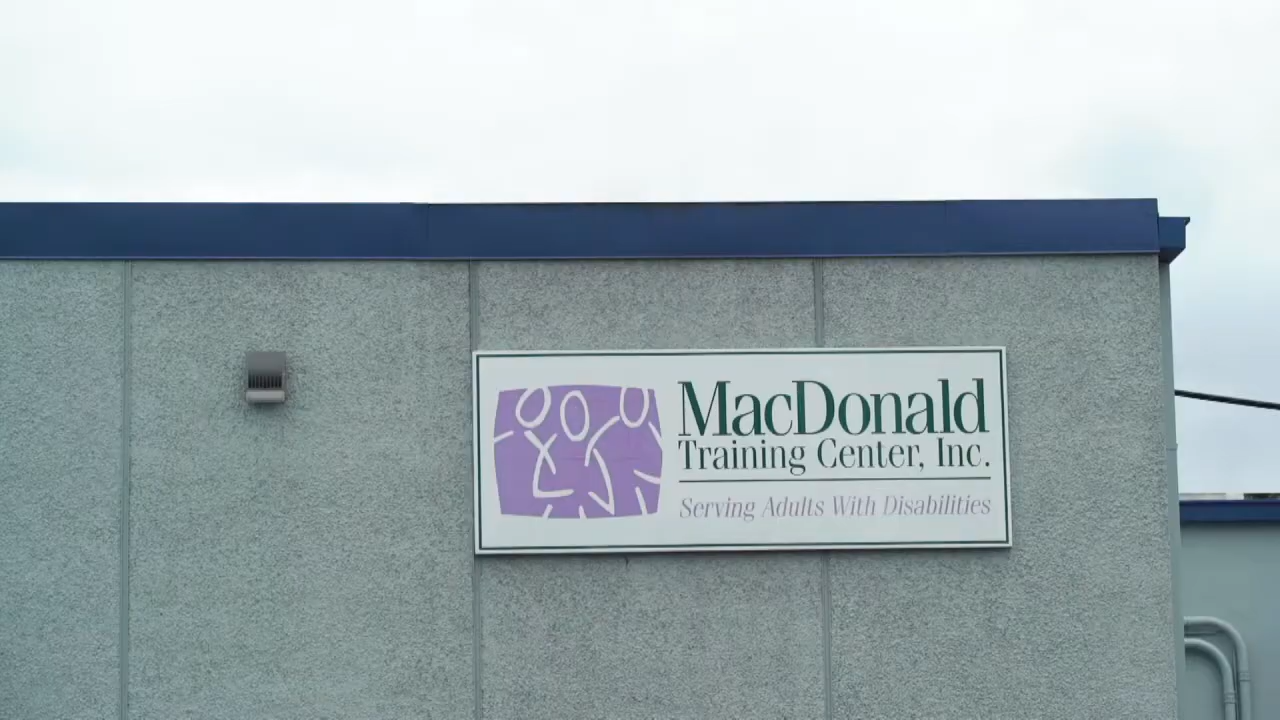 MacDonald
Training Center, Inc.
Serving Adults With Disabilities